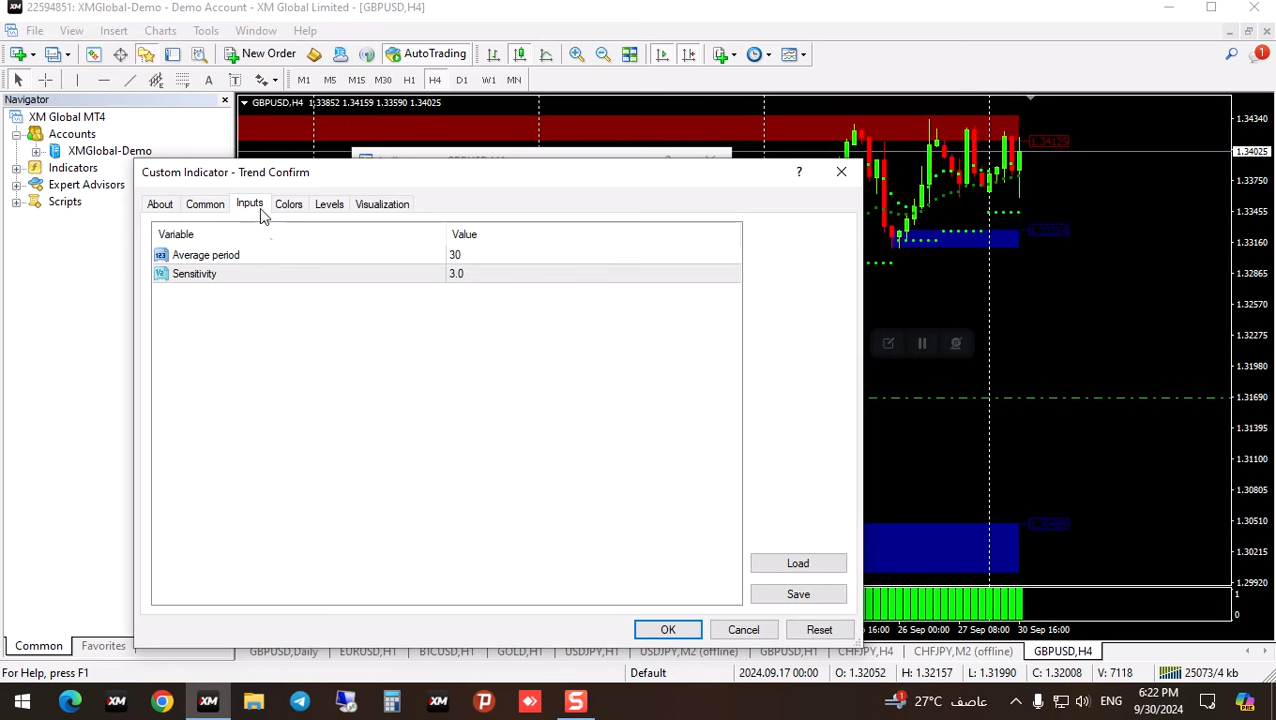 22594851: XMGlobal-Demo - Demo Account - XM Global Limited - [GBPUSD,H4]
File View Insert Charts Tools Window Help
New Order AutoTrading
A T M1 M5 M15 M30 H1 H4 D1 W1 MN
1
Navigator
XM Global MT4
Accounts
XMGlobal-Demo
Indicators
Expert Advisors
Scripts
Common Favorites
GBPUSD,H4 1.33852 1.34159 1.33590 1.34025
Custom Indicator - Trend Confirm
About Common Inputs Colors Levels Visualization
Variable Value
Average period 30
Sensitivity 3.0
Load
Save
OK Cancel Reset
1.34340
1.34025
1.33750
1.33455
1.33160
1.32865
1.32570
1.32275
1.31980
1.31690
1.31395
1.31100
1.30805
1.30510
1.30215
1.29920
1
0
16:00 26 Sep 00:00 27 Sep 08:00 30 Sep 16:00
GBPUSD,Daily EURUSD,H1 BTCUSD,H1 GOLD,H1 USDJPY,H1 USDJPY,M2 (offline) EURUSD,H1 CHFJPY,H4 CHFJPY,M2 (offline) GBPUSD,H4
For Help, press F1 Default 2024.09.17 00:00 O: 1.32052 H: 1.32157 L: 1.31990 C: 1.32008 V: 7118 25073/4 kb
27°C عاصف ENG 6:22 PM
9/30/2024